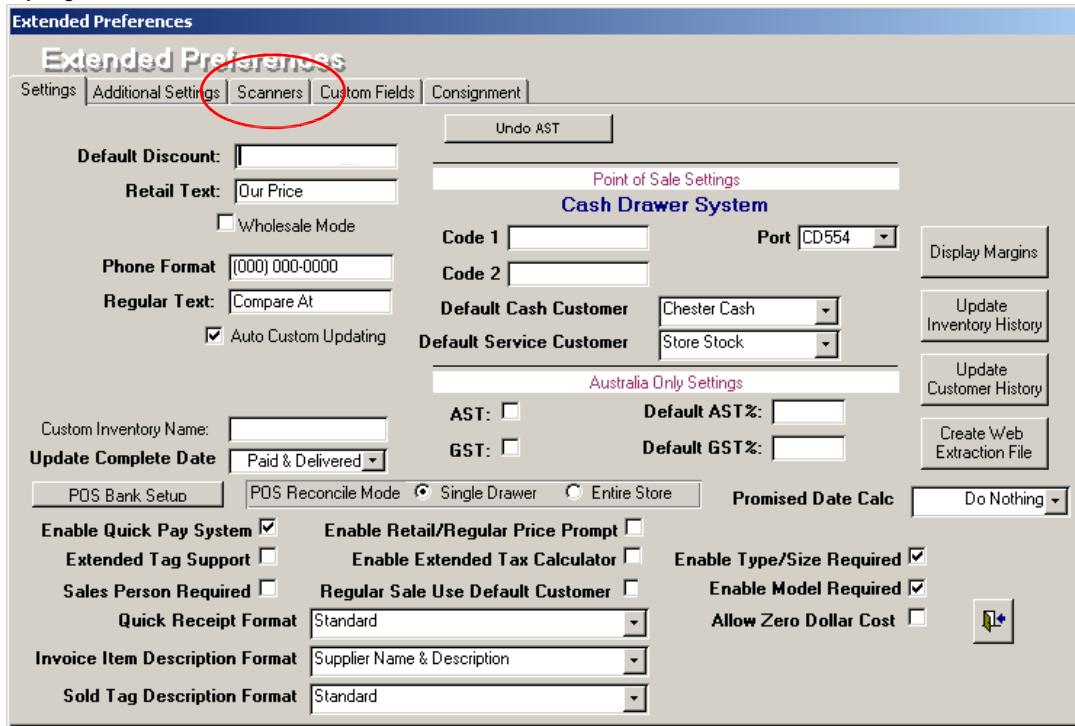 Extended Preferences
Extended Preferences
Settings Additional Settings Scanners Custom Fields Consignment
Undo AST
Default Discount:
Point of Sale Settings
Retail Text: Our Price
Cash Drawer System
Wholesale Mode
Code 1 Port CD554
Display Margins
Phone Format (000) 000-0000
Code 2
Regular Text: Compare At
Default Cash Customer Chester Cash
Update
Inventory History
Auto Custom Updating
Default Service Customer Store Stock
Update
Customer History
Australia Only Settings
AST: Default AST%:
Custom Inventory Name:
Create Web
Extraction File
Update Complete Date Paid & Delivered
GST: Default GST%:
POS Bank Setup POS Reconcile Mode Single Drawer Entire Store Promised Date Calc Do Nothing
Enable Quick Pay System Enable Retail/Regular Price Prompt
Extended Tag Support Enable Extended Tax Calculator Enable Type/Size Required
Sales Person Required Regular Sale Use Default Customer Enable Model Required
Quick Receipt Format Standard Allow Zero Dollar Cost
Invoice Item Description Format Supplier Name & Description
Sold Tag Description Format Standard